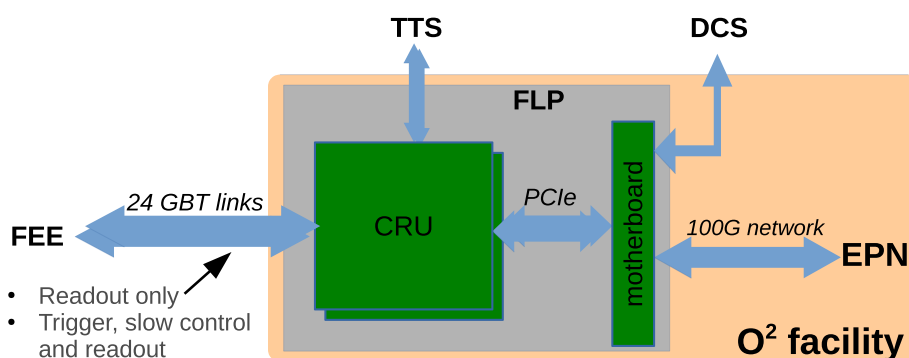 TTS
DCS
FLP
24 GBT links
PCIe
CRU
motherboard
100G network
FEE
EPN
• Readout only
• Trigger, slow control
and readout
O² facility